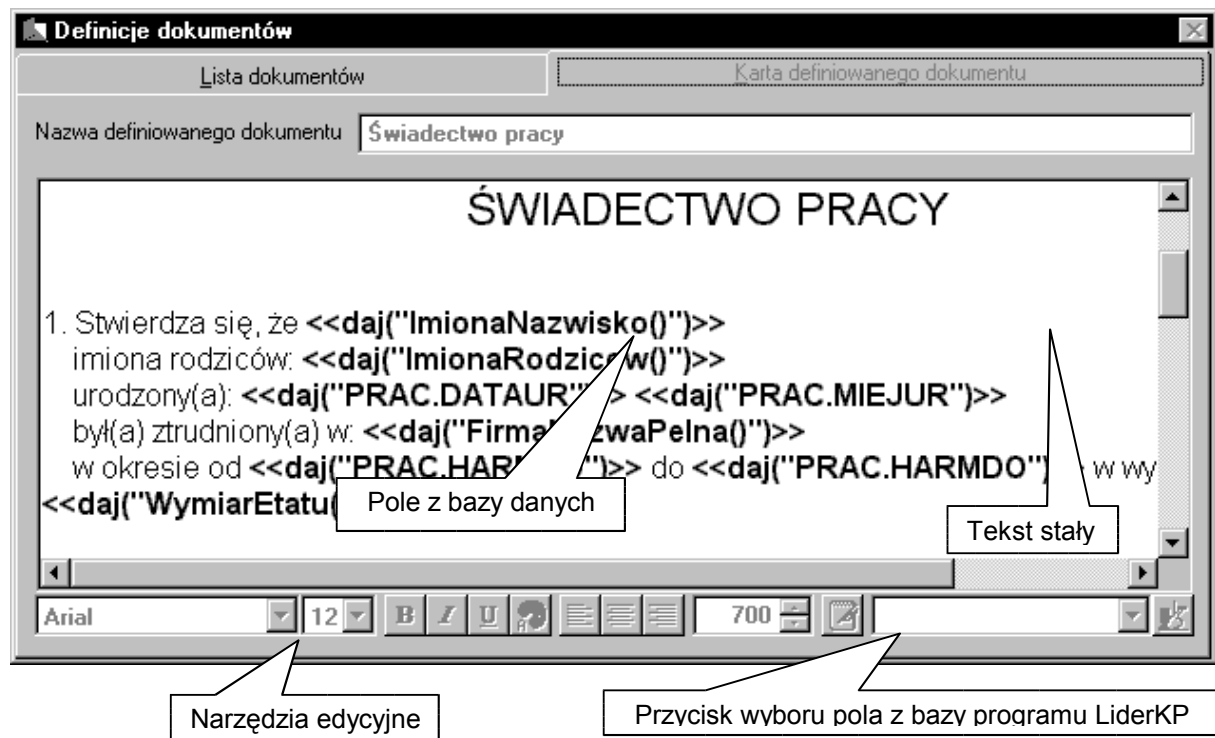 Definicje dokumentów
Lista dokumentów
Karta definiowanego dokumentu
Nazwa definiowanego dokumentu
Świadectwo pracy
ŚWIADECTWO PRACY
1. Stwierdza się, że <<daj("ImionaNazwisko()")>>
imiona rodziców: <<daj("ImionaRodzicow()")>>
urodzony(a): <<daj("PRAC.DATAUR")>> <<daj("PRAC.MIEJUR")>>
był(a) ztrudniony(a) w: <<daj("FirmaNazwaPelna()")>>
w okresie od <<daj("PRAC.HARM ")>> do <<daj("PRAC.HARMDO")>> w wy
<<daj("WymiarEtatu(
Pole z bazy danych
Tekst stały
Arial
12
B I U
A
700
Narzędzia edycyjne
Przycisk wyboru pola z bazy programu LiderKP